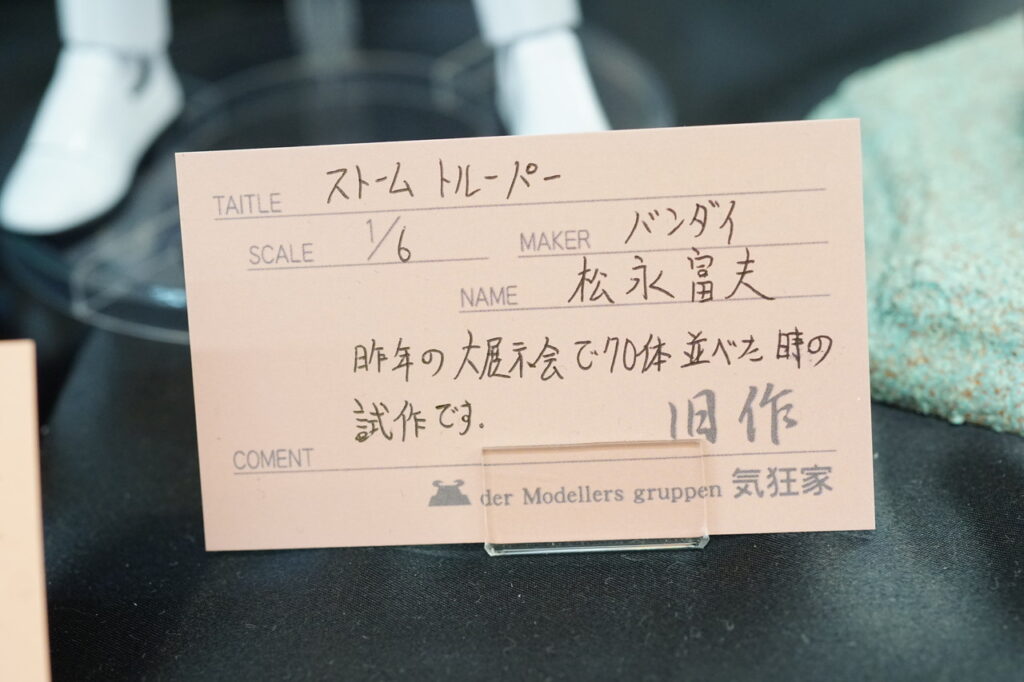 TAITLE ストームトルーパー
SCALE 1/6 MAKER バンダイ
NAME 松永富夫
昨年の大展示会で70体並べた時の
試作です.
旧作
COMENT
der Modellers gruppen 気狂家